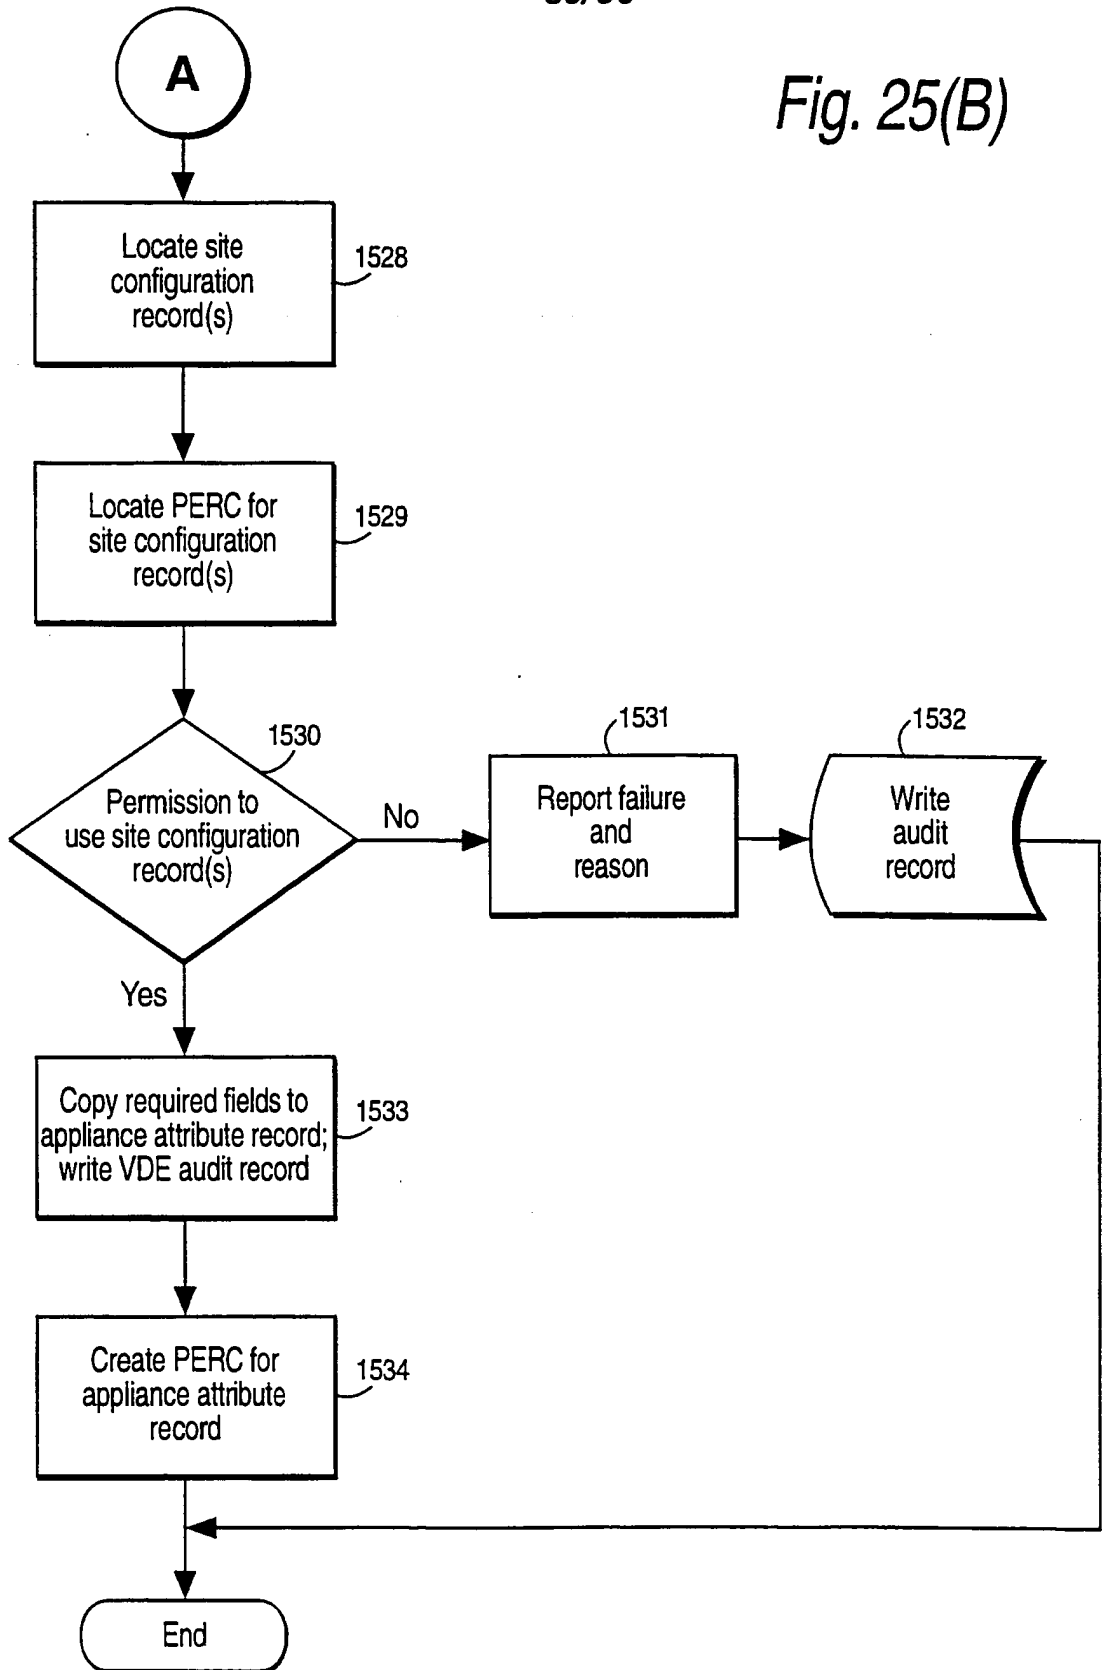 A
Fig. 25(B)
Locate site
configuration
record(s)
1528
Locate PERC for
site configuration
record(s)
1529
1530
Permission to
use site configuration
record(s)
No
Yes
1531
Report failure
and
reason
1532
Write
audit
record
Copy required fields to
appliance attribute record;
write VDE audit record
1533
Create PERC for
appliance attribute
record
1534
End